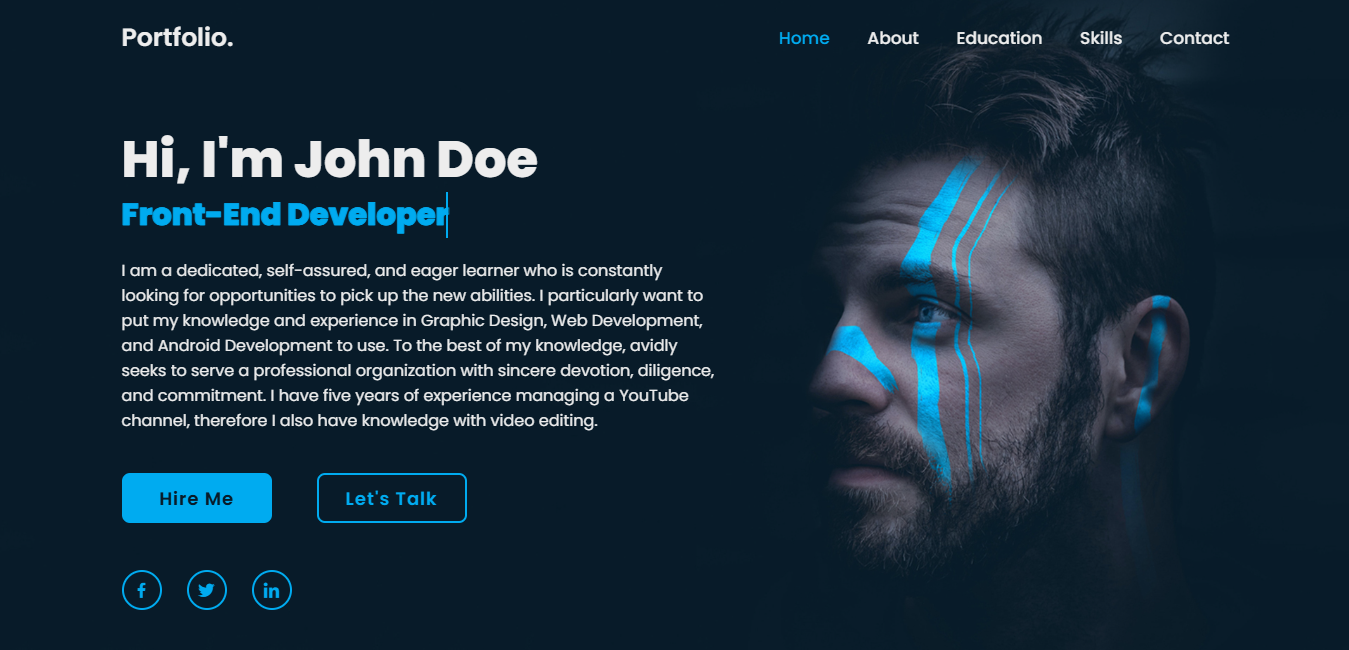 Portfolio.
Home About Education Skills Contact
Hi, I'm John Doe
Front-End Developer
I am a dedicated, self-assured, and eager learner who is constantly
looking for opportunities to pick up the new abilities. I particularly want to
put my knowledge and experience in Graphic Design, Web Development,
and Android Development to use. To the best of my knowledge, avidly
seeks to serve a professional organization with sincere devotion, diligence,
and commitment. I have five years of experience managing a YouTube
channel, therefore I also have knowledge with video editing.
Hire Me
Let's Talk